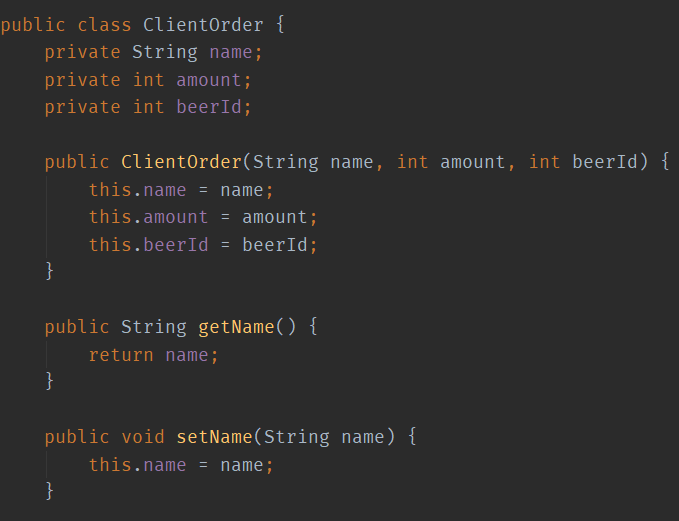 public class ClientOrder {
    private String name;
    private int amount;
    private int beerId;

    public ClientOrder(String name, int amount, int beerId) {
        this.name = name;
        this.amount = amount;
        this.beerId = beerId;
    }

    public String getName() {
        return name;
    }

    public void setName(String name) {
        this.name = name;
    }